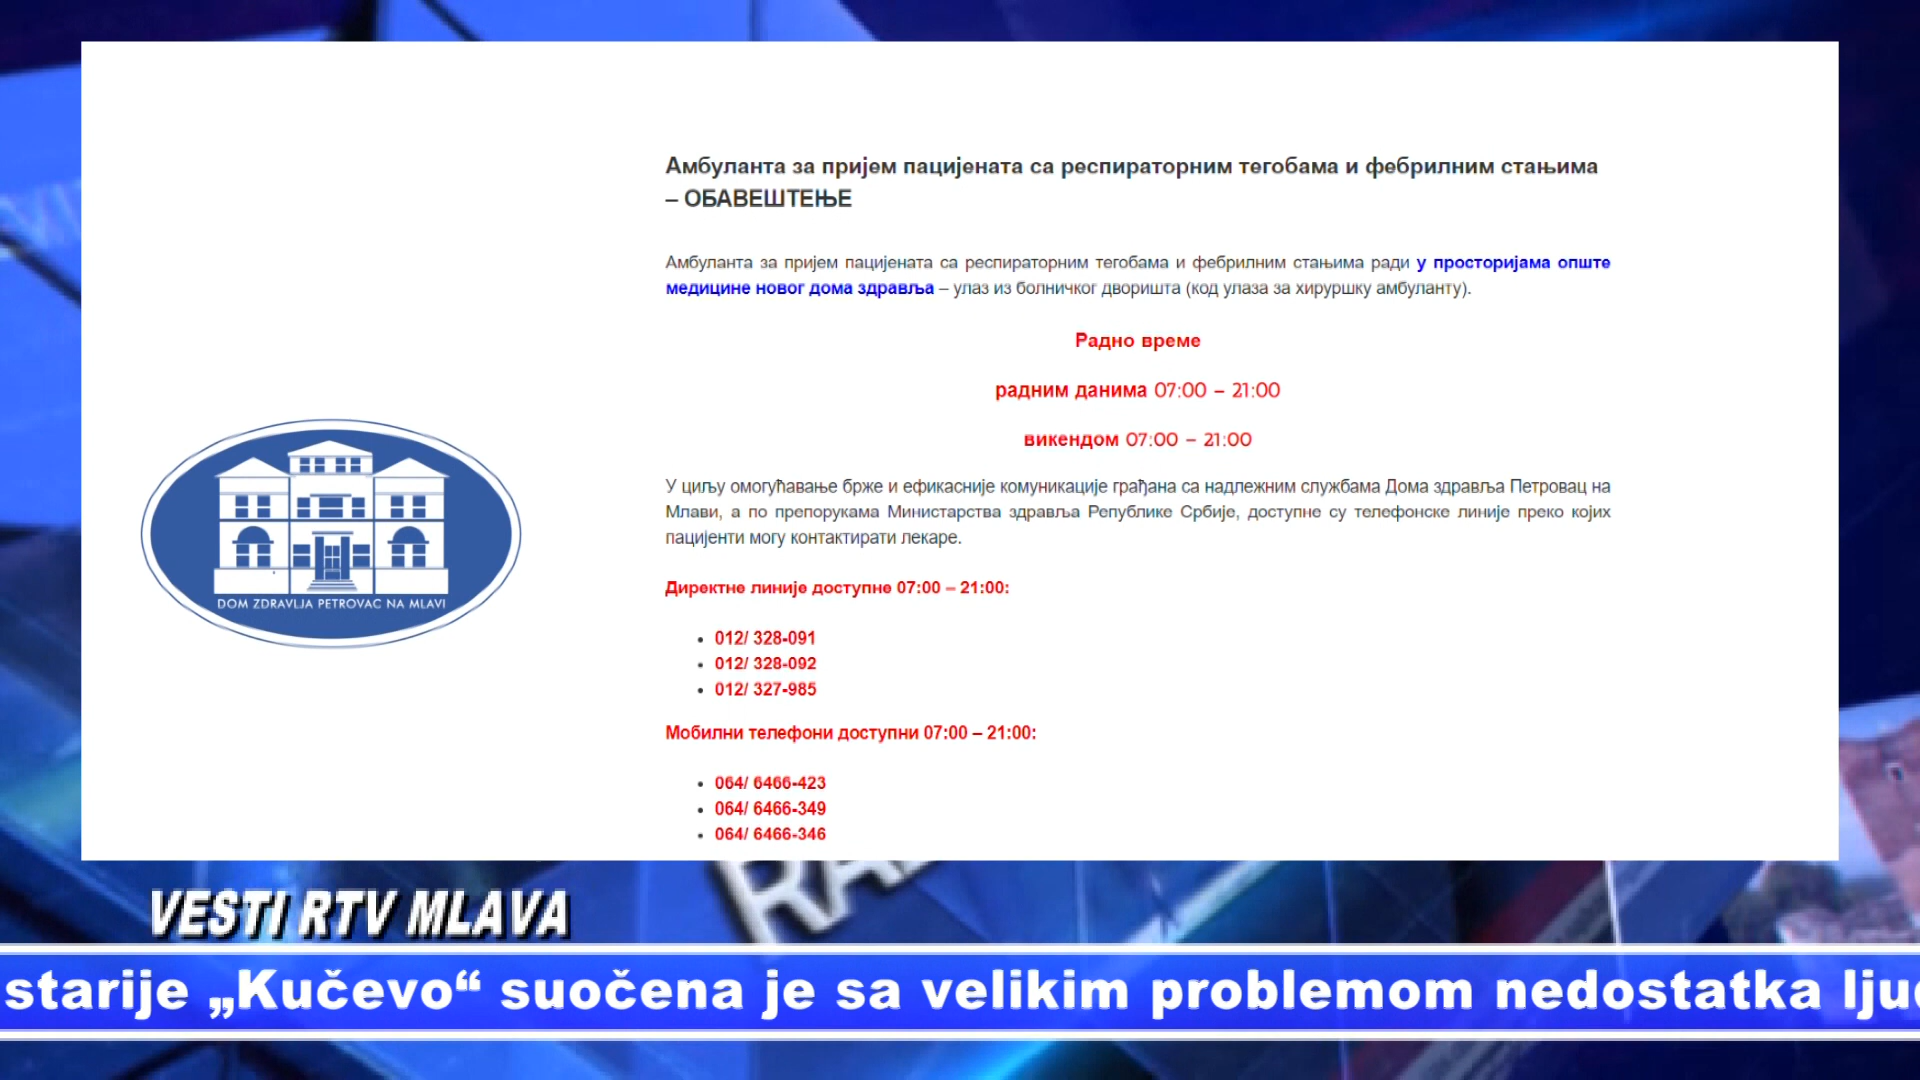 Амбуланта за пријем пацијената са респираторним тегобама и фебрилним стањима
– ОБАВЕШТЕЊЕ
Амбуланта за пријем пацијената са респираторним тегобама и фебрилним стањима ради у просторијама опште
медицине новог дома здравља – улаз из болничког дворишта (код улаза за хируршку амбуланту).
Радно време
радним данима 07:00 – 21:00
викендом 07:00 – 21:00
У циљу омогућавање брже и ефикасније комуникације грађана са надлежним службама Дома здравља Петровац на
Млави, а по препорукама Министарства здравља Републике Србије, доступне су телефонске линије преко којих
пацијенти могу контактирати лекаре.
Директне линије доступне 07:00 – 21:00:
• 012/ 328-091
• 012/ 328-092
• 012/ 327-985
Мобилни телефони доступни 07:00 – 21:00:
• 064/ 6466-423
• 064/ 6466-349
• 064/ 6466-346
DOM ZDRAVLJA PETROVAC NA MLAVI
VESTI RTV MLAVA
starije „Kučevo“ suočena je sa velikim problemom nedostatka